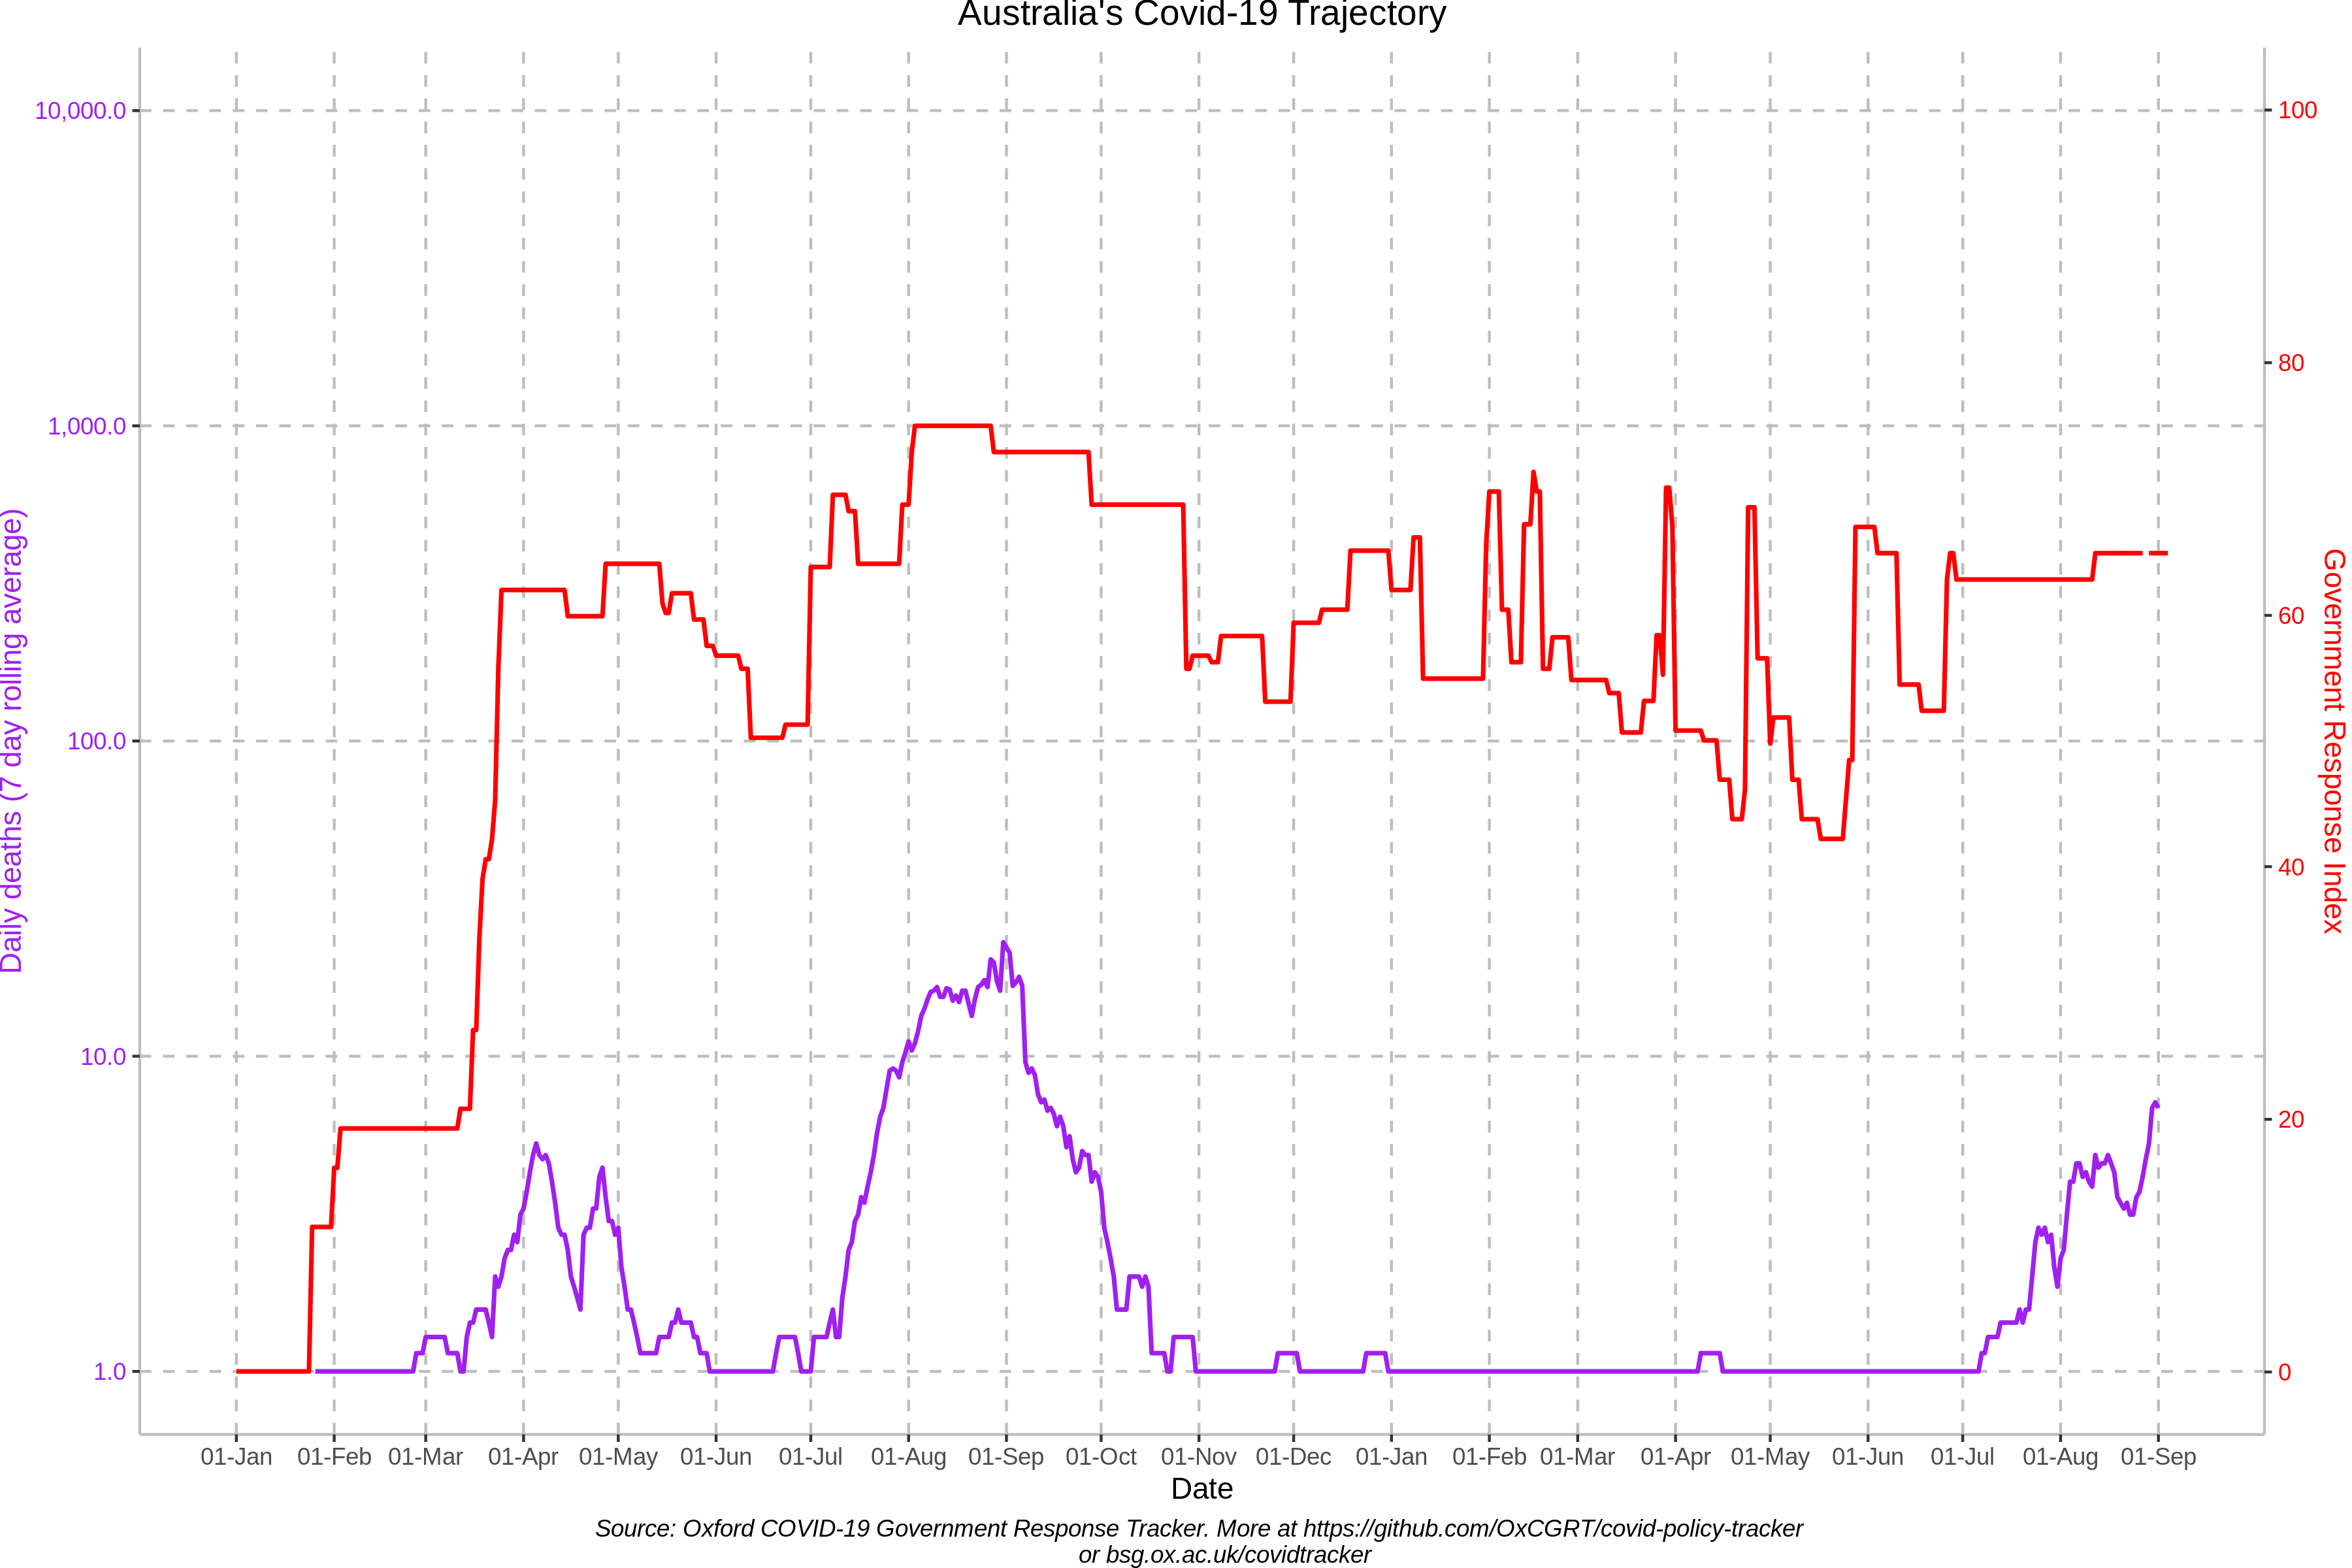 Australia's Covid-19 Trajectory
10,000.0
1,000.0
100.0
10.0
1.0
Daily deaths (7 day rolling average)
100
80
60
40
20
0
Government Response Index
01-Jan 01-Feb 01-Mar 01-Apr 01-May 01-Jun 01-Jul 01-Aug 01-Sep 01-Oct 01-Nov 01-Dec 01-Jan 01-Feb 01-Mar 01-Apr 01-May 01-Jun 01-Jul 01-Aug 01-Sep
Date
Source: Oxford COVID-19 Government Response Tracker. More at https://github.com/OxCGRT/covid-policy-tracker
or bsg.ox.ac.uk/covidtracker